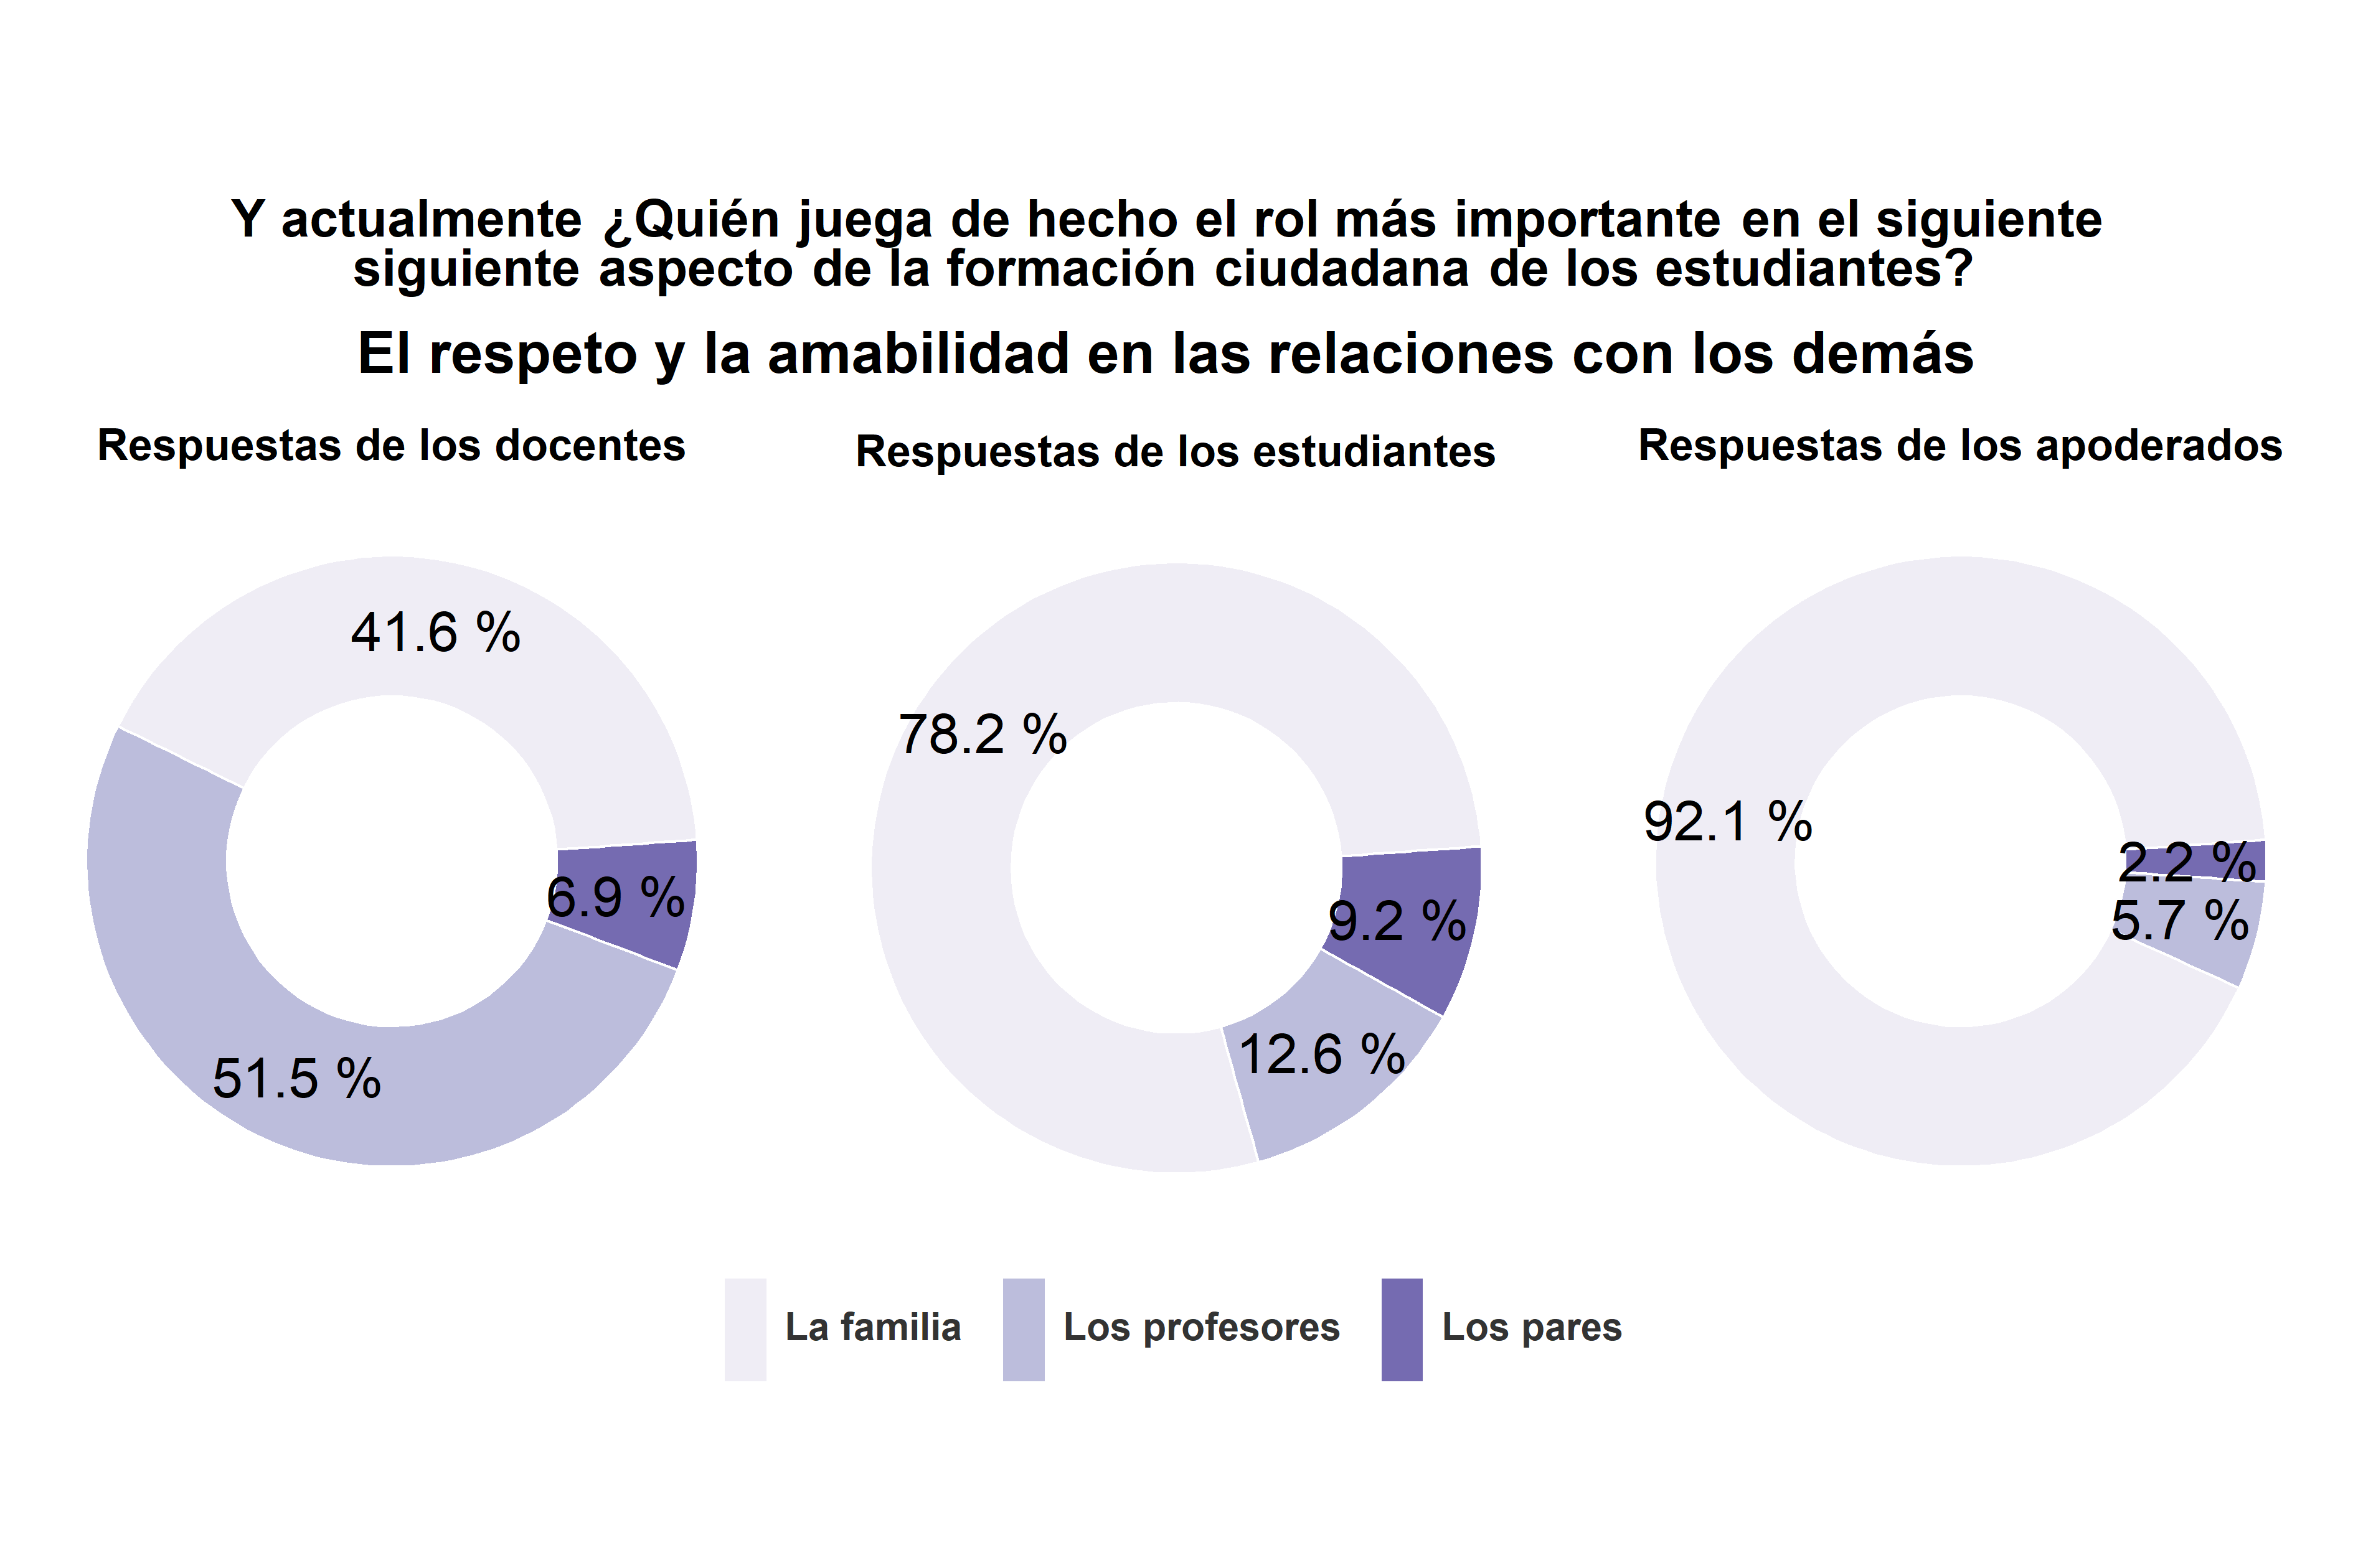 Y actualmente ¿Quién juega de hecho el rol más importante en el siguiente
siguiente aspecto de la formación ciudadana de los estudiantes?
El respeto y la amabilidad en las relaciones con los demás
Respuestas de los docentes
41.6 %
6.9 %
51.5 %
Respuestas de los estudiantes
78.2 %
9.2 %
12.6 %
Respuestas de los apoderados
92.1 %
2.2 %
5.7 %
La familia
Los profesores
Los pares